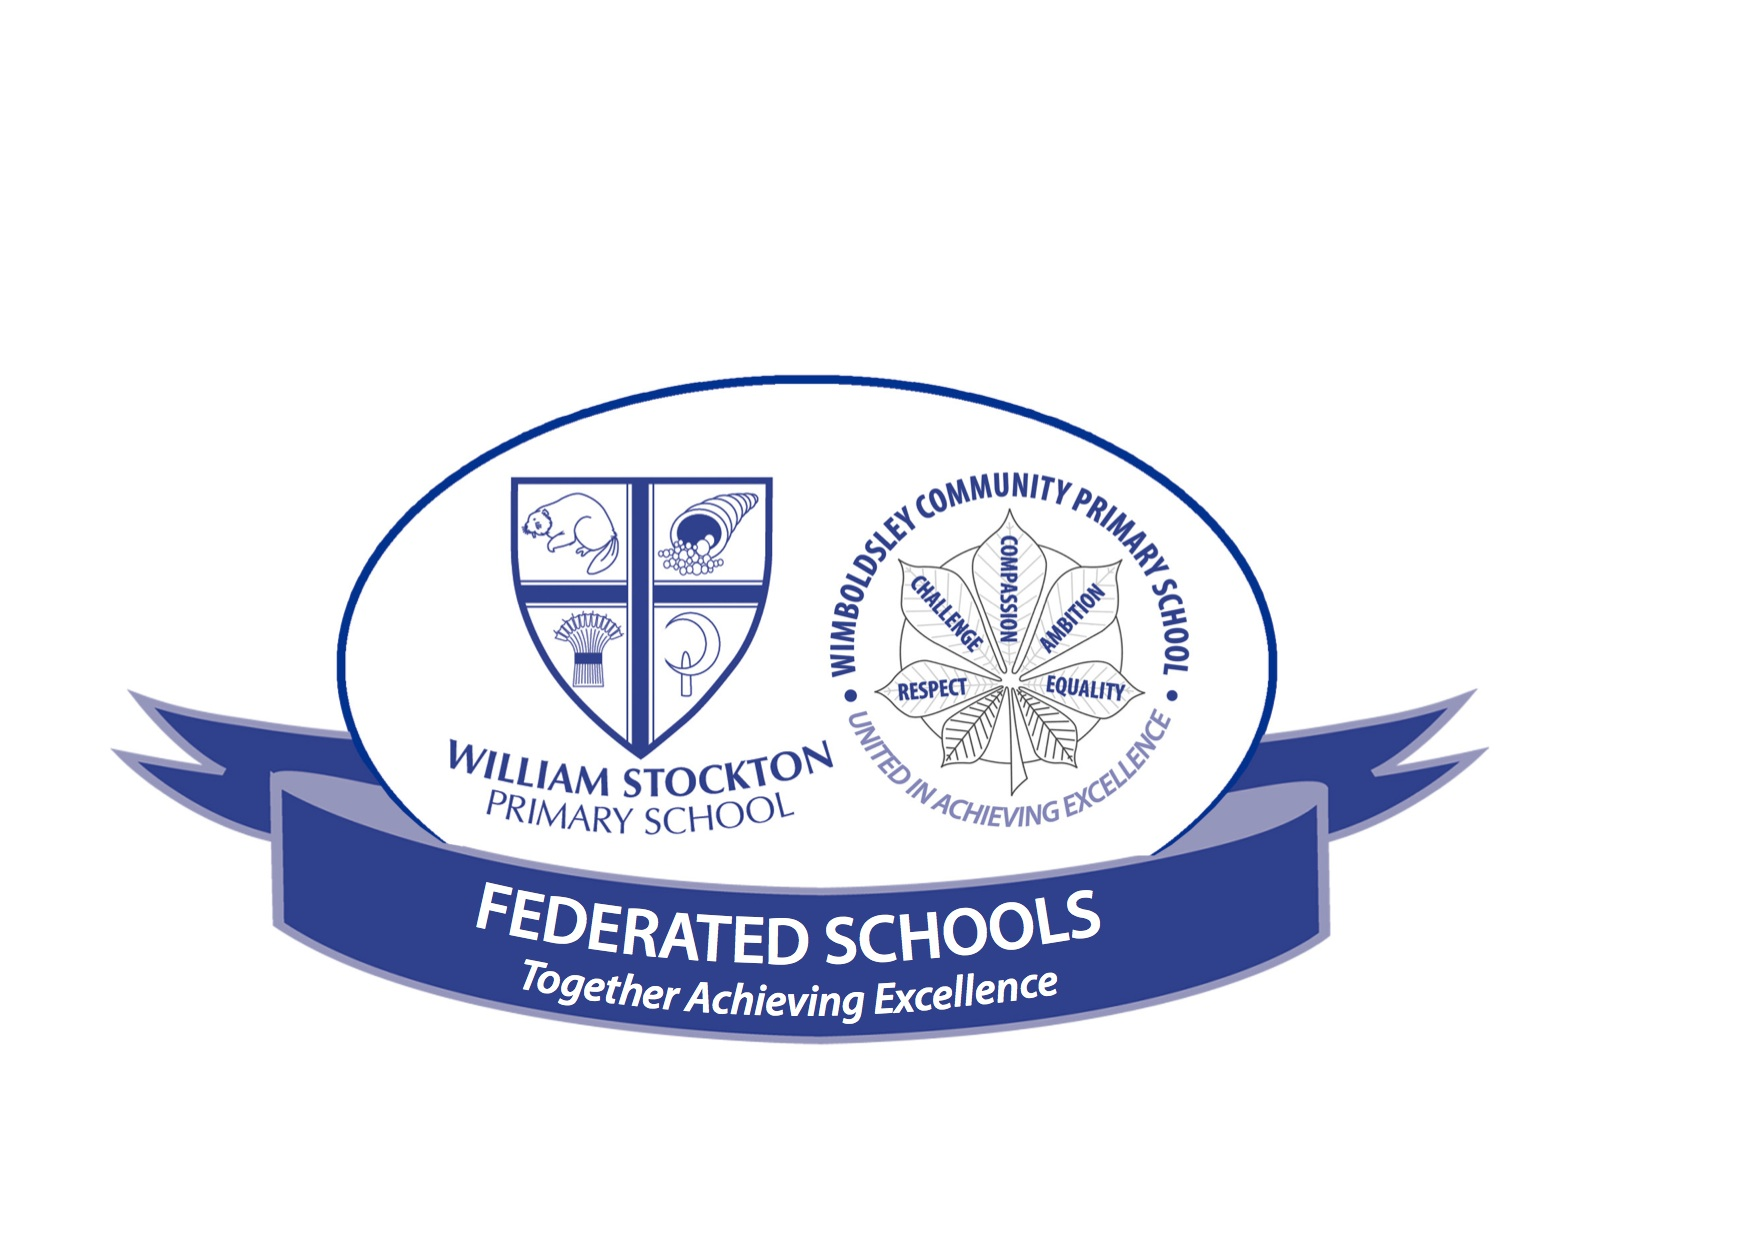 WILLIAM STOCKTON
PRIMARY SCHOOL
WIMBOLDSLEY COMMUNITY PRIMARY SCHOOL
RESPECT
CHALLENGE
COMPASSION
AMBITION
EQUALITY
UNITED IN ACHIEVING EXCELLENCE
FEDERATED SCHOOLS
Together Achieving Excellence